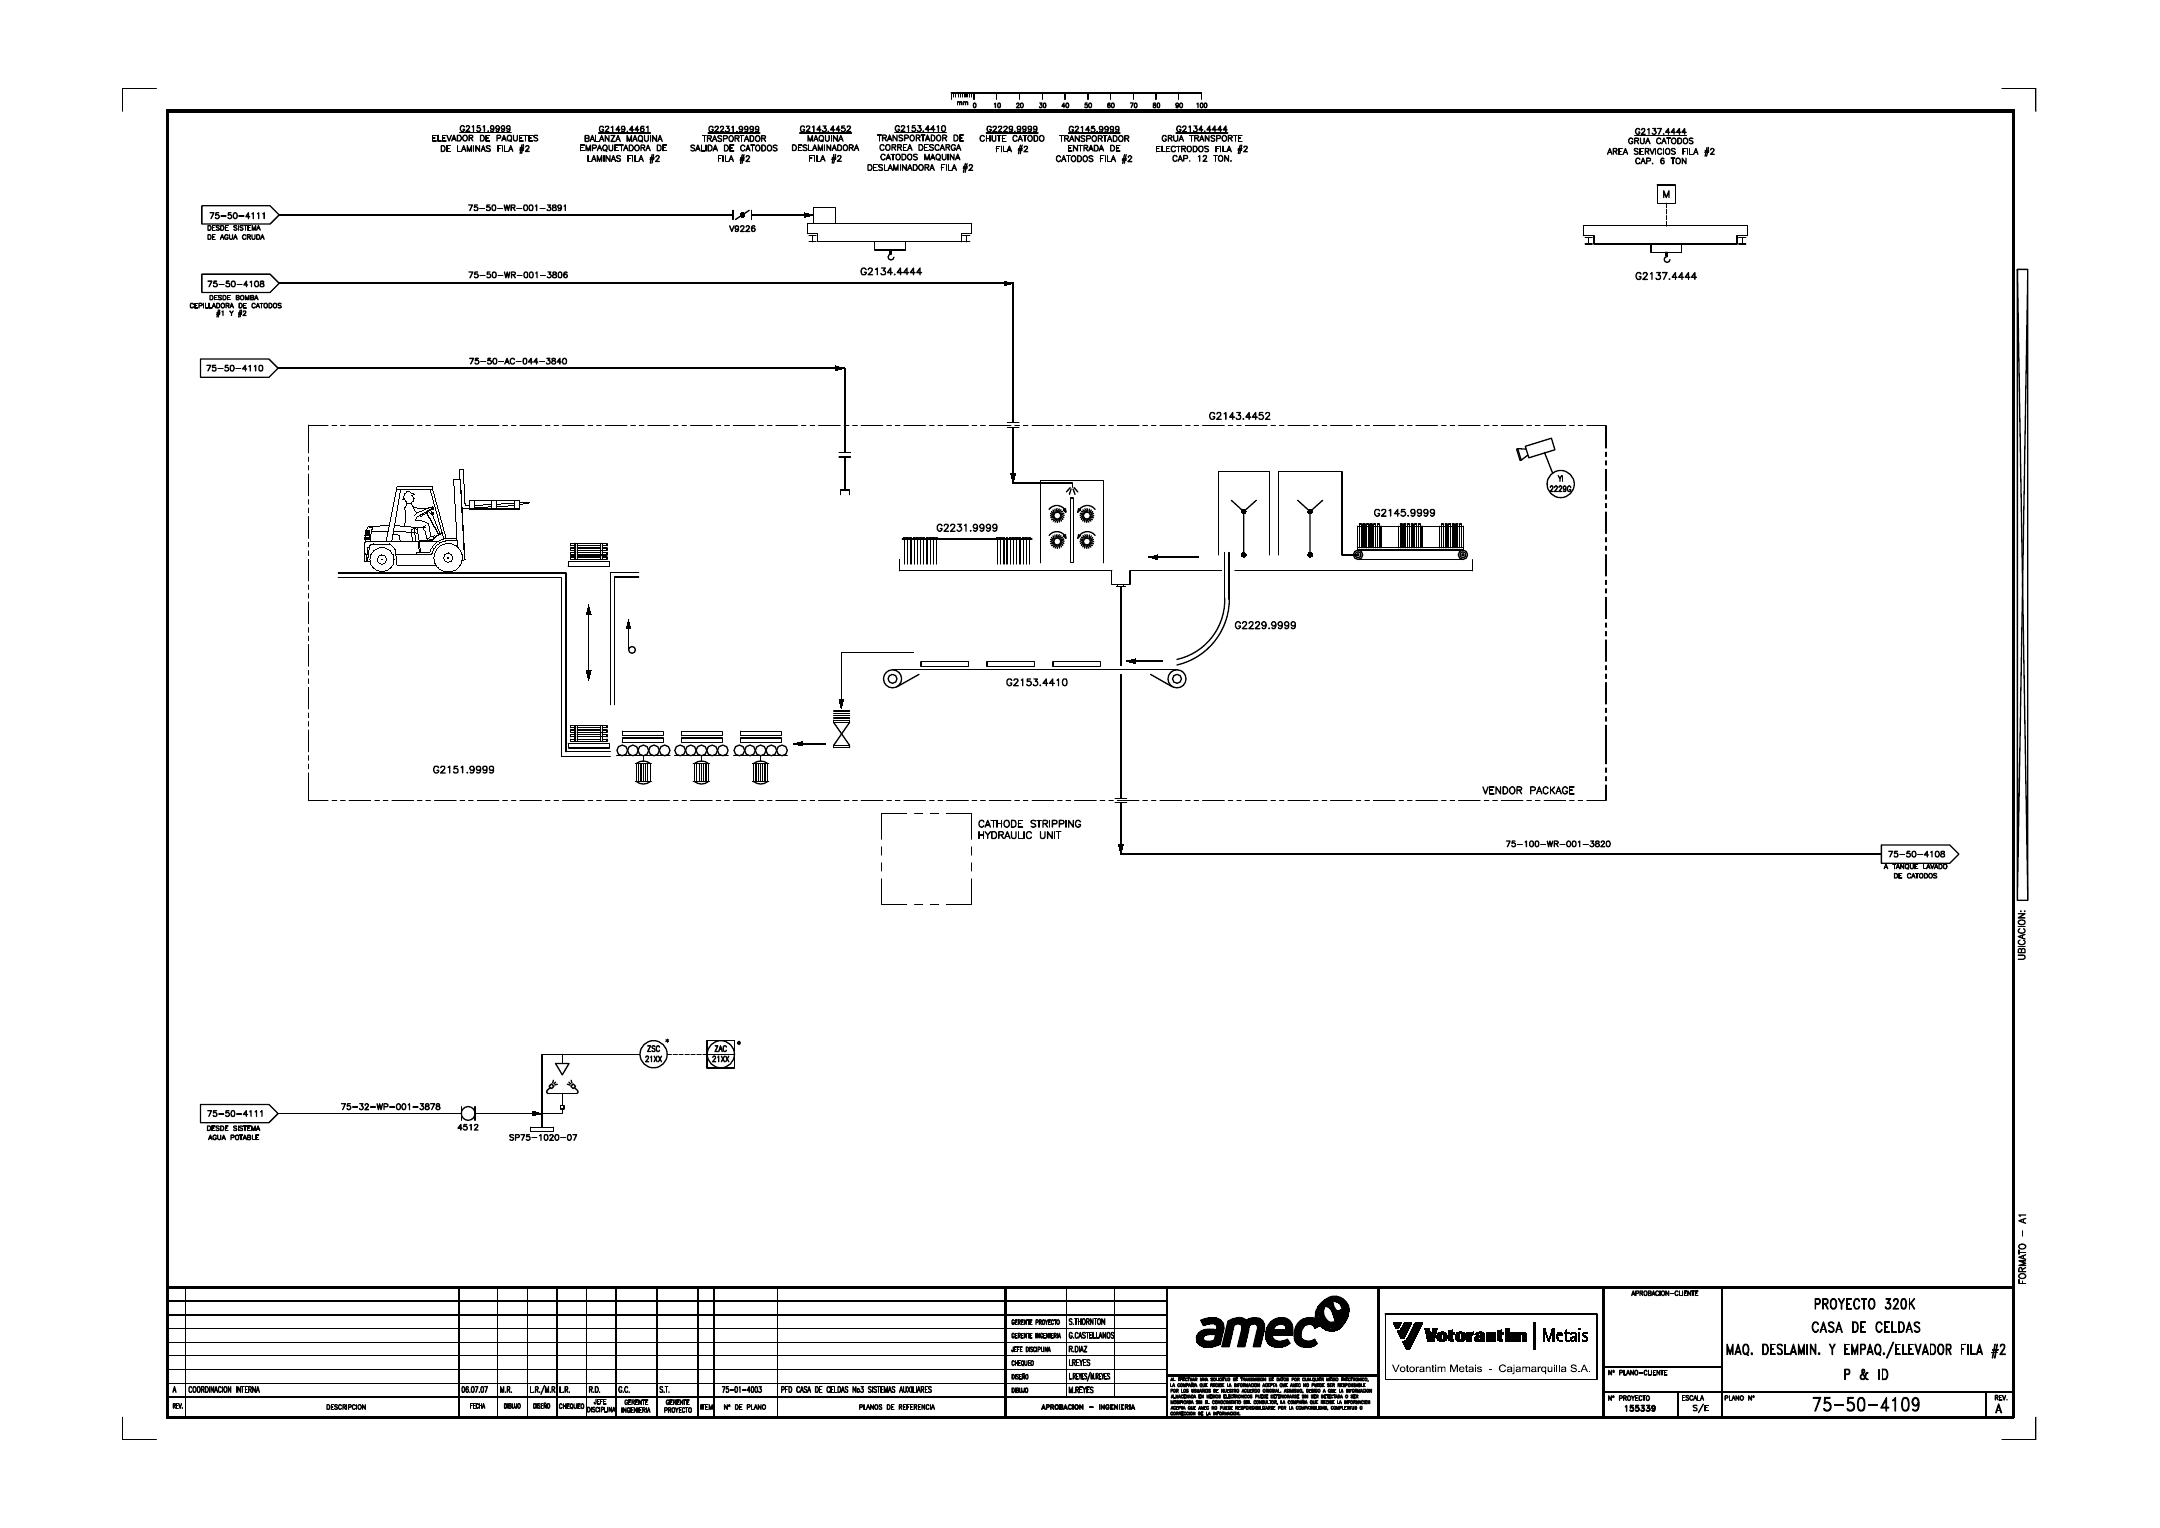 mm 0 10 20 30 40 50 60 70 80 90 100
G2151.9999
ELEVADOR DE PAQUETES
DE LAMINAS FILA #2
G2149.4461
BALANZA MAQUINA
EMPAQUETADORA DE
LAMINAS FILA #2
G2231.9999
TRASPORTADOR
SALIDA DE CATODOS
FILA #2
G2143.4452
MAQUINA
DESLAMINADORA
FILA #2
G2153.4410
TRANSPORTADOR DE
CORREA DESCARGA
CATODOS MAQUINA
DESLAMINADORA FILA #2
G2229.9999
CHUTE CATODO
FILA #2
G2145.9999
TRANSPORTADOR
ENTRADA DE
CATODOS FILA #2
G2134.4444
GRUA TRANSPORTE
ELECTRODOS FILA #2
CAP. 12 TON.
G2137.4444
GRUA CATODOS
AREA SERVICIOS FILA #2
CAP. 6 TON
M
75-50-4111
DESDE SISTEMA
DE AGUA CRUDA
75-50-WR-001-3891
V9226
G2134.4444
G2137.4444
75-50-4108
DESDE BOMBA
CEPILLADORA DE CATODOS
#1 Y #2
75-50-WR-001-3806
75-50-4110
75-50-AC-044-3840
G2143.4452
YI
2229G
G2231.9999
G2145.9999
G2229.9999
G2153.4410
G2151.9999
VENDOR PACKAGE
CATHODE STRIPPING
HYDRAULIC UNIT
75-100-WR-001-3820
75-50-4108
A TANQUE LAVADO
DE CATODOS
UBICACION:
ZSC
21XX
*
ZAC
21XX
*
75-50-4111
DESDE SISTEMA
AGUA POTABLE
75-32-WP-001-3878
4512
SP75-1020-07
FORMATO - A1
A COORDINACION INTERNA 06.07.07 M.R. L.R./M.R. L.R. R.D. G.C. S.T. 75-01-4003 PFD CASA DE CELDAS No3 SISTEMAS AUXILIARES
REV. DESCRIPCION FECHA DIBUJO DISEÑO CHEQUEO JEFE DISCIPLINA GERENTE INGENIERIA GERENTE PROYECTO ITEM N° DE PLANO PLANOS DE REFERENCIA
GERENTE PROYECTO S.THORNTON
GERENTE INGENIERIA G.CASTELLANOS
JEFE DISCIPLINA R.DIAZ
CHEQUEO I.REYES
DISEÑO I.REYES/M.REYES
DIBUJO M.REYES
APROBACION - INGENIERIA
amec
Votorantim | Metais
Votorantim Metais - Cajamarquilla S.A.
APROBACION-CLIENTE
N° PLANO-CLIENTE
N° PROYECTO
155339
ESCALA
S/E
PROYECTO 320K
CASA DE CELDAS
MAQ. DESLAMIN. Y EMPAQ./ELEVADOR FILA #2
P & ID
PLANO N°
75-50-4109
REV.
A